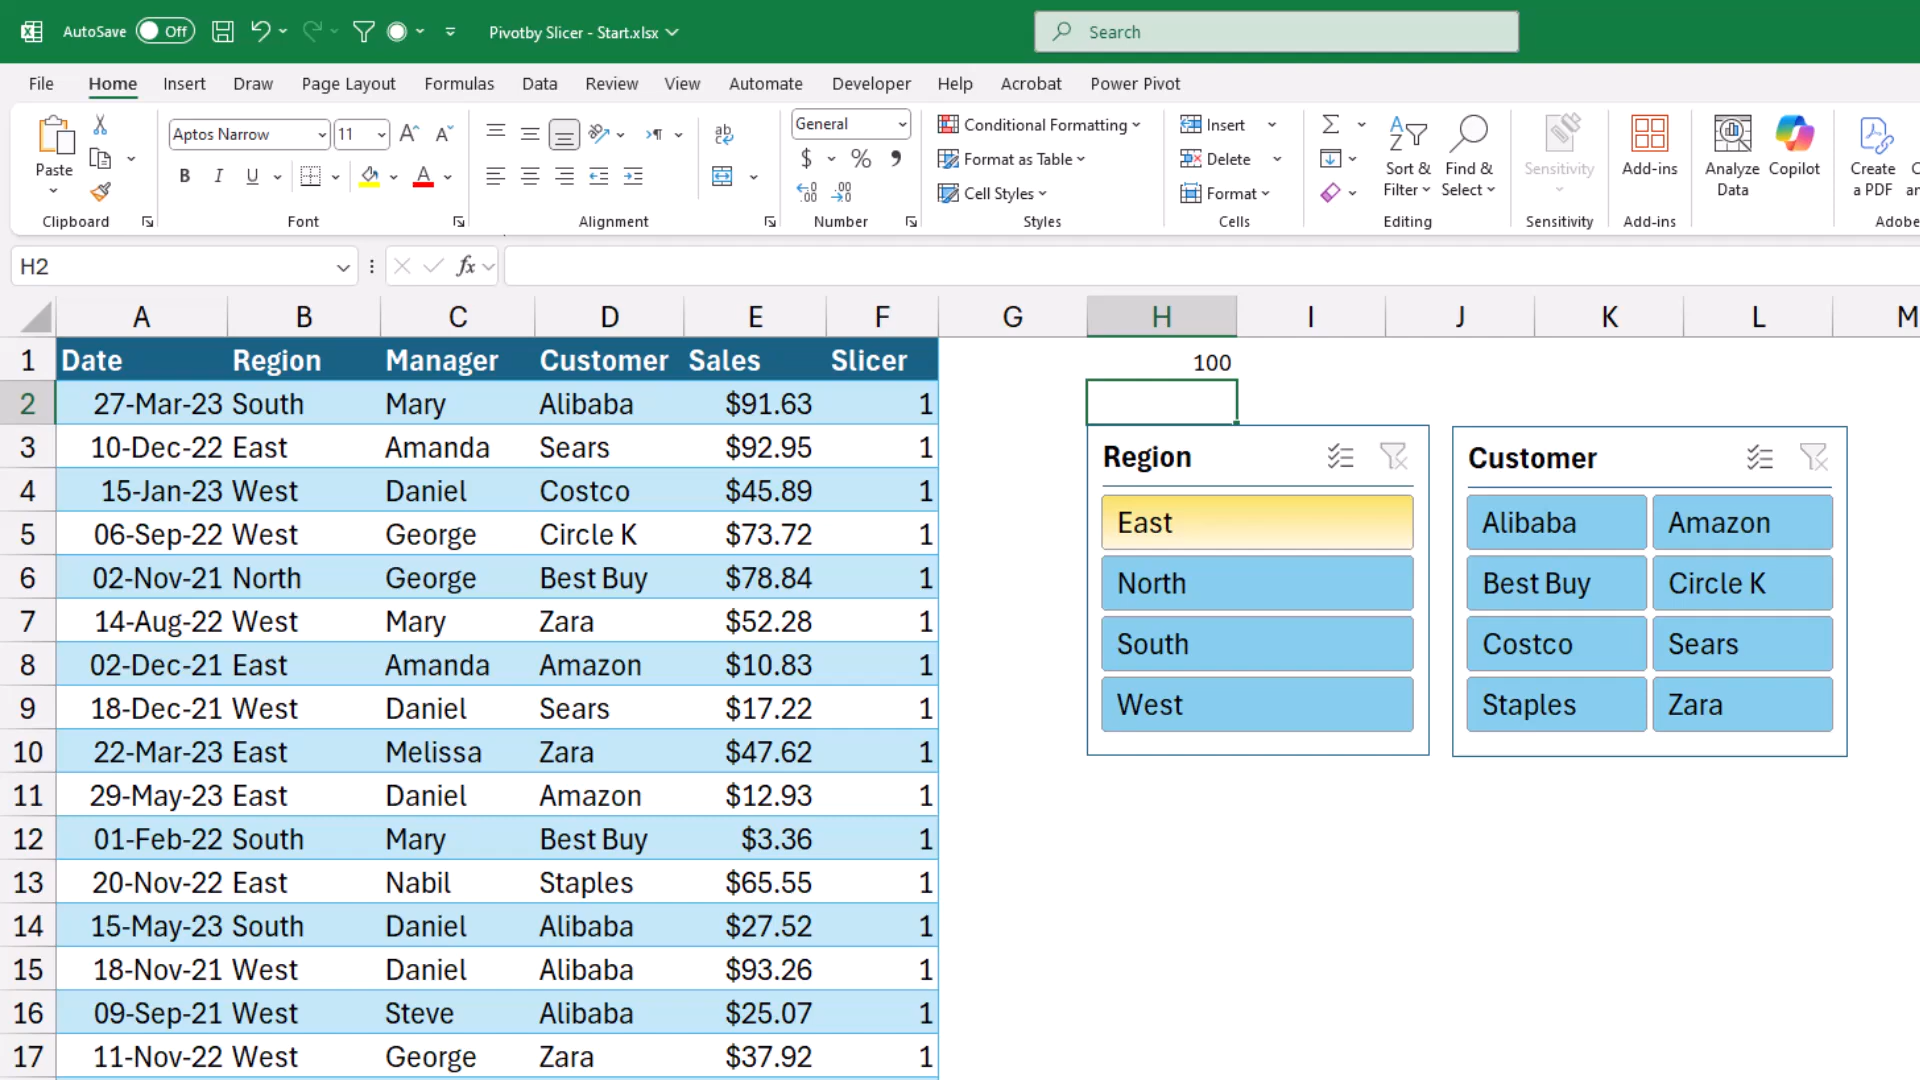 AutoSave Off Pivotby Slicer - Start.xlsx Search
File Home Insert Draw Page Layout Formulas Data Review View Automate Developer Help Acrobat Power Pivot
Paste
Clipboard
Aptos Narrow 11
B I U A
Font
ab
Alignment
General
$ % ,
.00
Number
Conditional Formatting
Format as Table
Cell Styles
Styles
Insert
Delete
Format
Cells
Sort & Filter
Find & Select
Editing
Sensitivity
Sensitivity
Add-ins
Add-ins
Analyze Data
Copilot
Create a PDF
Adobe
H2 fx
A B C D E F G H I J K L M
1 Date Region Manager Customer Sales Slicer 100
2 27-Mar-23 South Mary Alibaba $91.63 1
3 10-Dec-22 East Amanda Sears $92.95 1
4 15-Jan-23 West Daniel Costco $45.89 1
5 06-Sep-22 West George Circle K $73.72 1
6 02-Nov-21 North George Best Buy $78.84 1
7 14-Aug-22 West Mary Zara $52.28 1
8 02-Dec-21 East Amanda Amazon $10.83 1
9 18-Dec-21 West Daniel Sears $17.22 1
10 22-Mar-23 East Melissa Zara $47.62 1
11 29-May-23 East Daniel Amazon $12.93 1
12 01-Feb-22 South Mary Best Buy $3.36 1
13 20-Nov-22 East Nabil Staples $65.55 1
14 15-May-23 South Daniel Alibaba $27.52 1
15 18-Nov-21 West Daniel Alibaba $93.26 1
16 09-Sep-21 West Steve Alibaba $25.07 1
17 11-Nov-22 West George Zara $37.92 1
Region
East
North
South
West
Customer
Alibaba Amazon
Best Buy Circle K
Costco Sears
Staples Zara